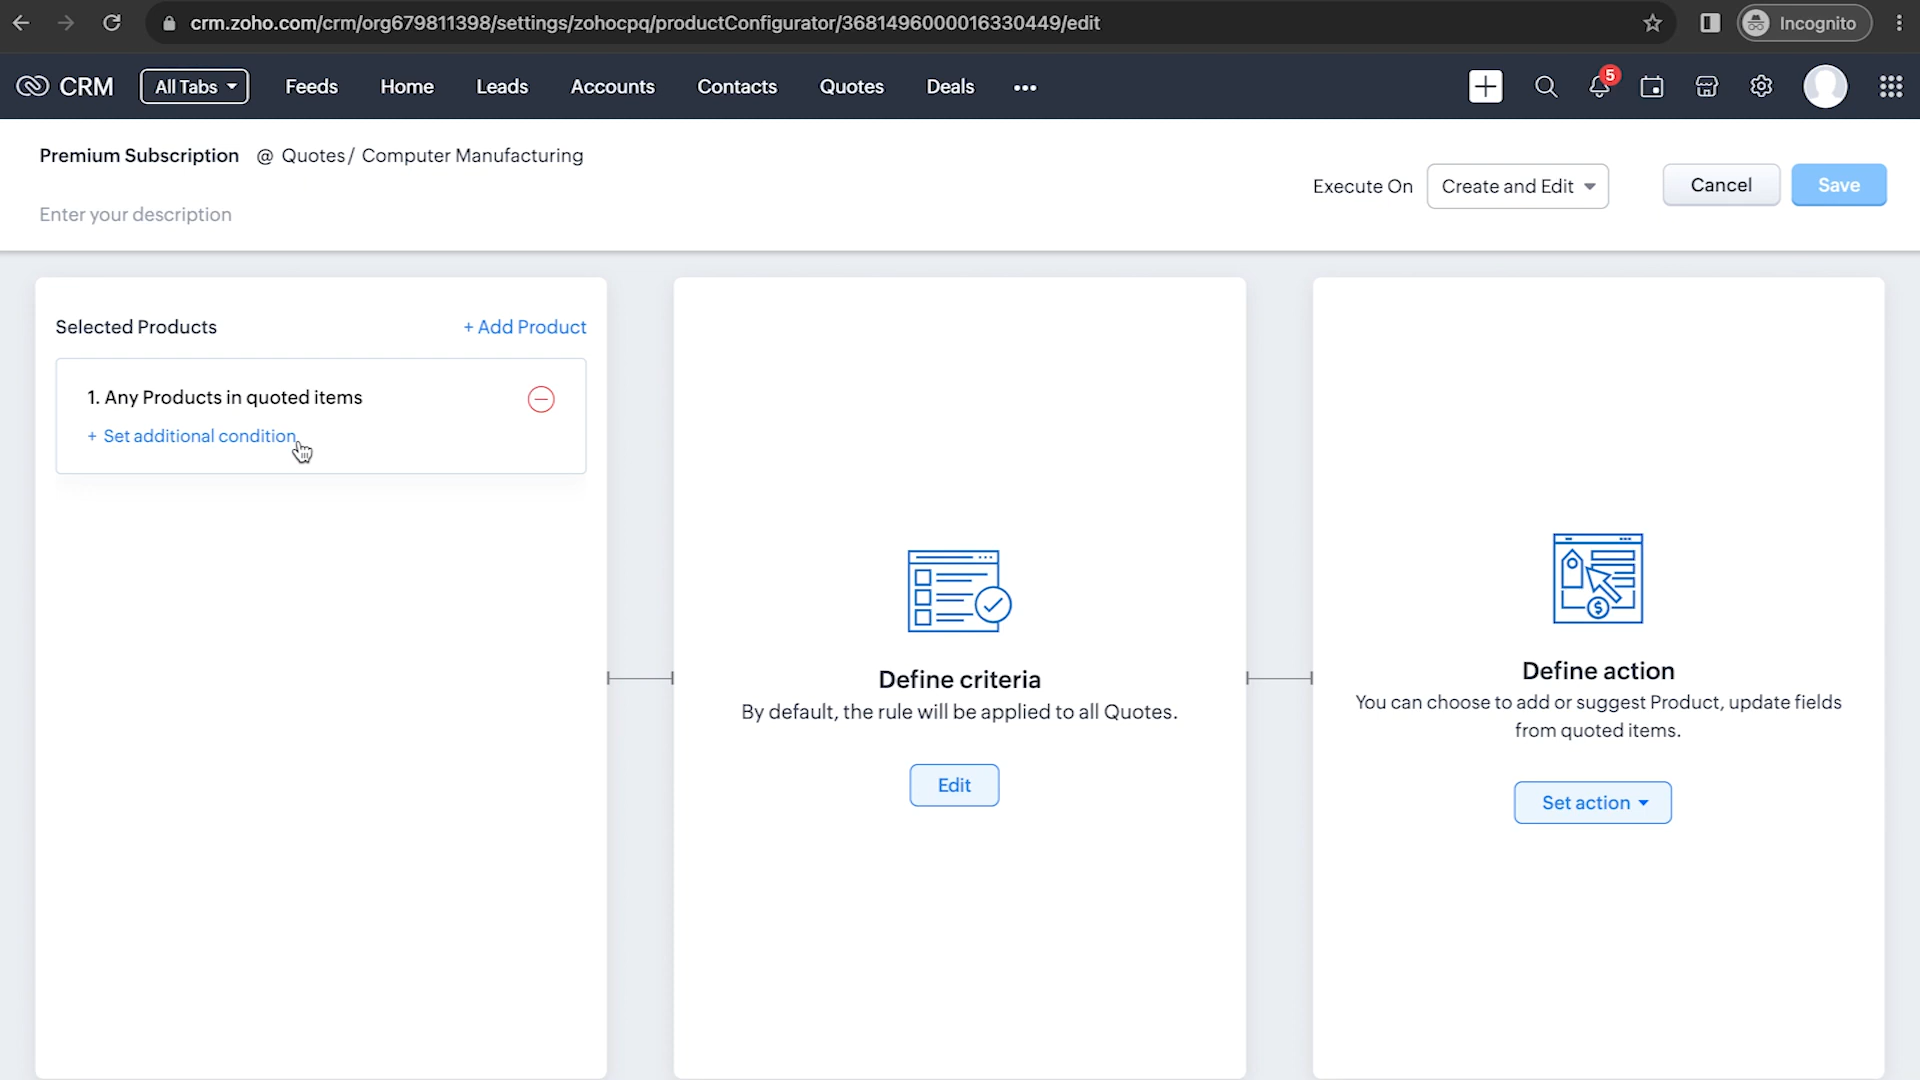 crm.zoho.com/crm/org679811398/settings/zohocpq/productConfigurator/3681496000016330449/edit
Incognito
CRM All Tabs Feeds Home Leads Accounts Contacts Quotes Deals ••• 5
Premium Subscription @ Quotes/ Computer Manufacturing
Execute On Create and Edit Cancel Save
Enter your description
Selected Products + Add Product
1. Any Products in quoted items
+ Set additional condition
Define criteria
By default, the rule will be applied to all Quotes.
Edit
$
Define action
You can choose to add or suggest Product, update fields
from quoted items.
Set action